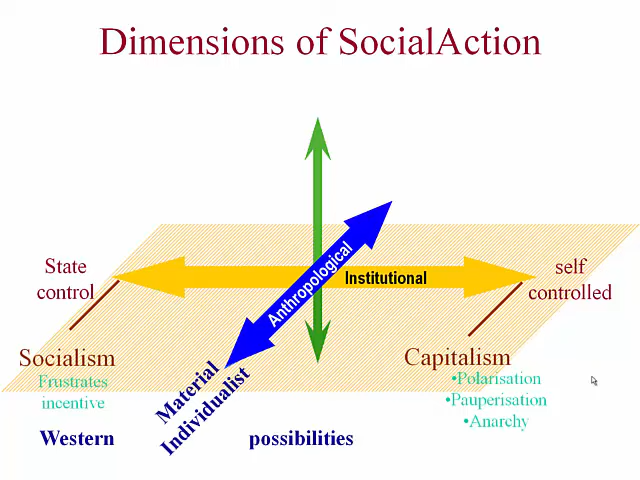 Dimensions of SocialAction
State
control
self
controlled
Anthropological
Institutional
Socialism
Frustrates
incentive
Capitalism
•Polarisation
•Pauperisation
•Anarchy
Material
Individualist
Western possibilities